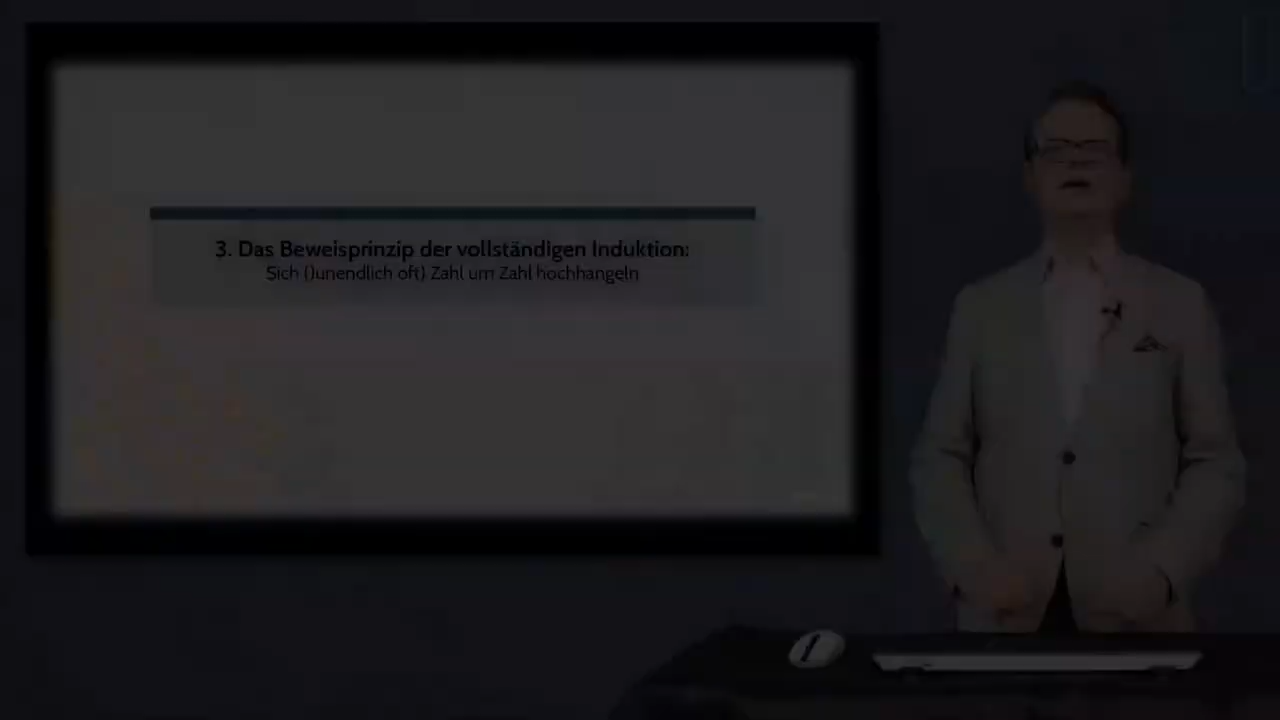 3. Das Beweisprinzip der vollständigen Induktion:
Sich (}unendlich oft) Zahl um Zahl hochhangeln